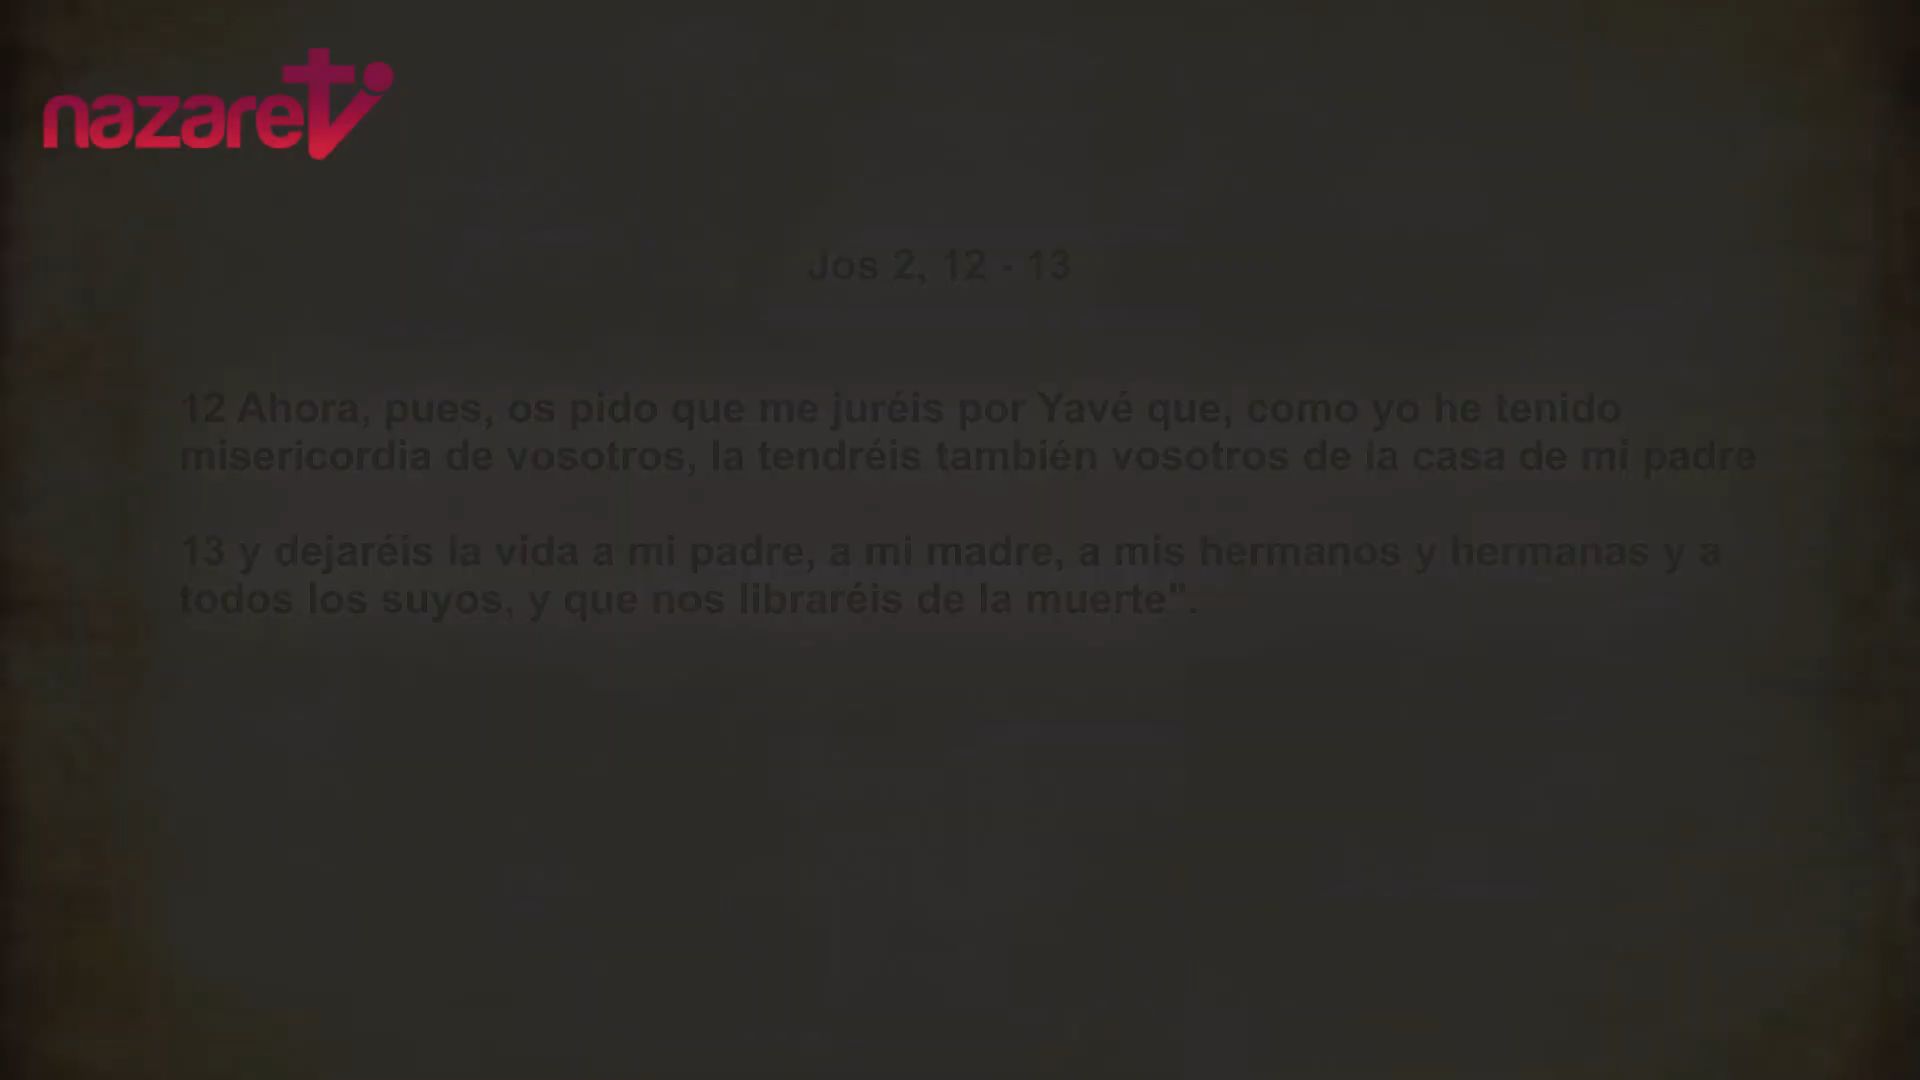 nazaretv
Jos 2, 12 - 13
12 Ahora, pues, os pido que me juréis por Yavé que, como yo he tenido
misericordia de vosotros, la tendréis también vosotros de la casa de mi padre
13 y dejaréis la vida a mi padre, a mi madre, a mis hermanos y hermanas y a
todos los suyos, y que nos libraréis de la muerte".